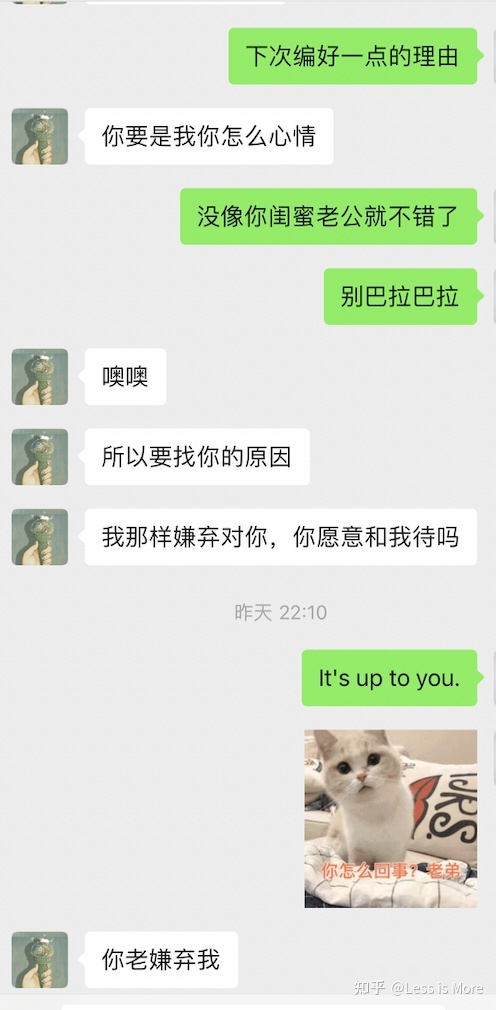 下次编好一点的理由
你要是我你怎么心情
没像你闺蜜老公就不错了
别巴拉巴拉
噢噢
所以要找你的原因
我那样嫌弃对你，你愿意和我待吗
昨天 22:10
It's up to you.
URS.
你怎么回事？老弟
你老嫌弃我
知乎 @Less is More